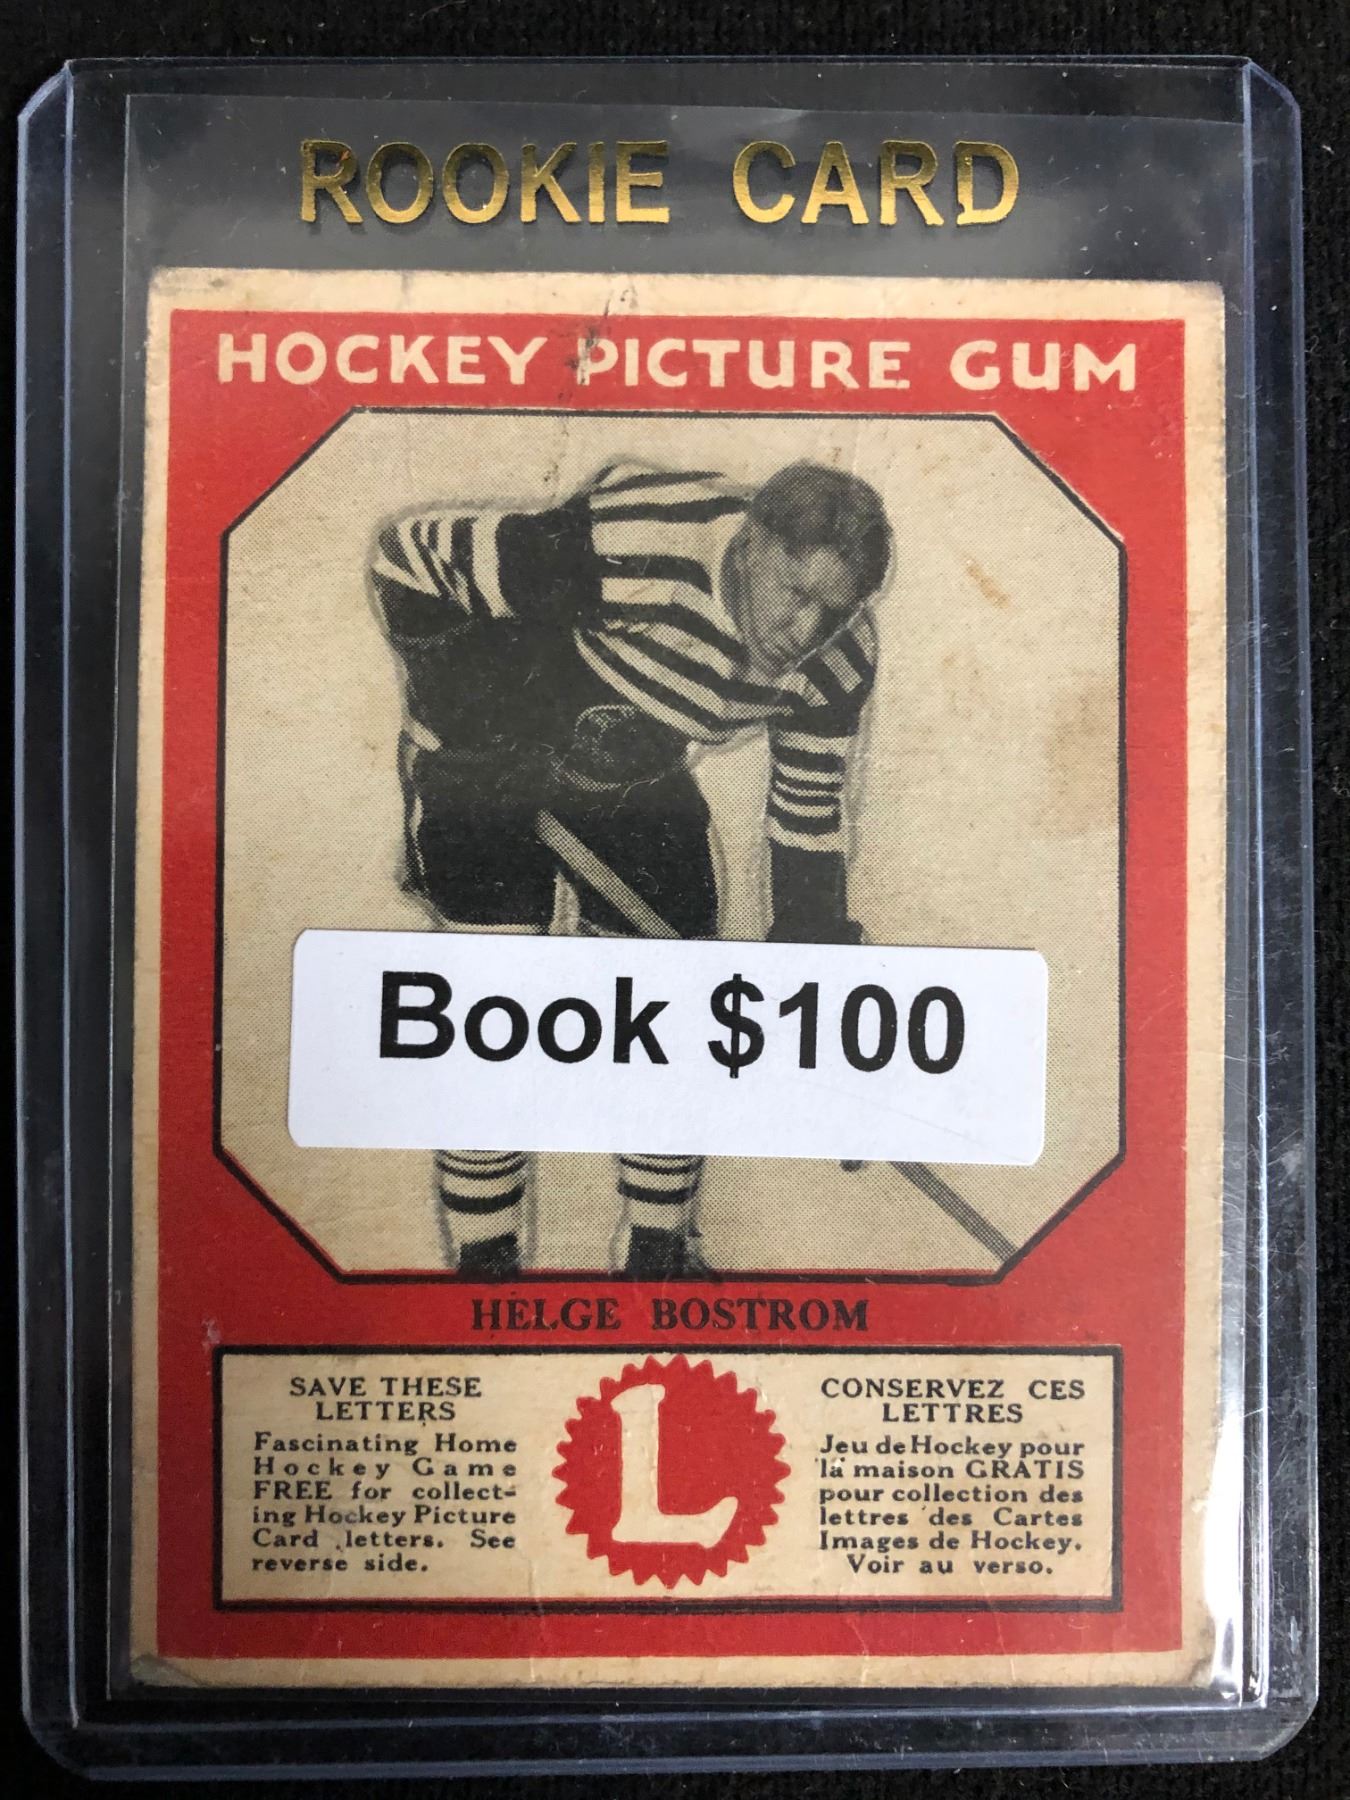 ROOKIE CARD
HOCKEY PICTURE GUM
Book $100
HELGE BOSTROM
SAVE THESE
LETTERS
Fascinating Home
Hockey Game
FREE for collect-
ing Hockey Picture
Card letters. See
reverse side.
L
CONSERVEZ CES
LETTRES
Jeu de Hockey pour
la maison GRATIS
pour collection des
lettres des Cartes
Images de Hockey.
Voir au verso.